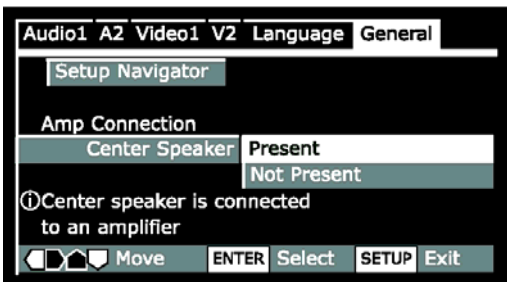 Audio1 A2 Video1 V2 Language General
Setup Navigator
Amp Connection
Center Speaker Present
Not Present
ⓘCenter speaker is connected
to an amplifier
Move ENTER Select SETUP Exit